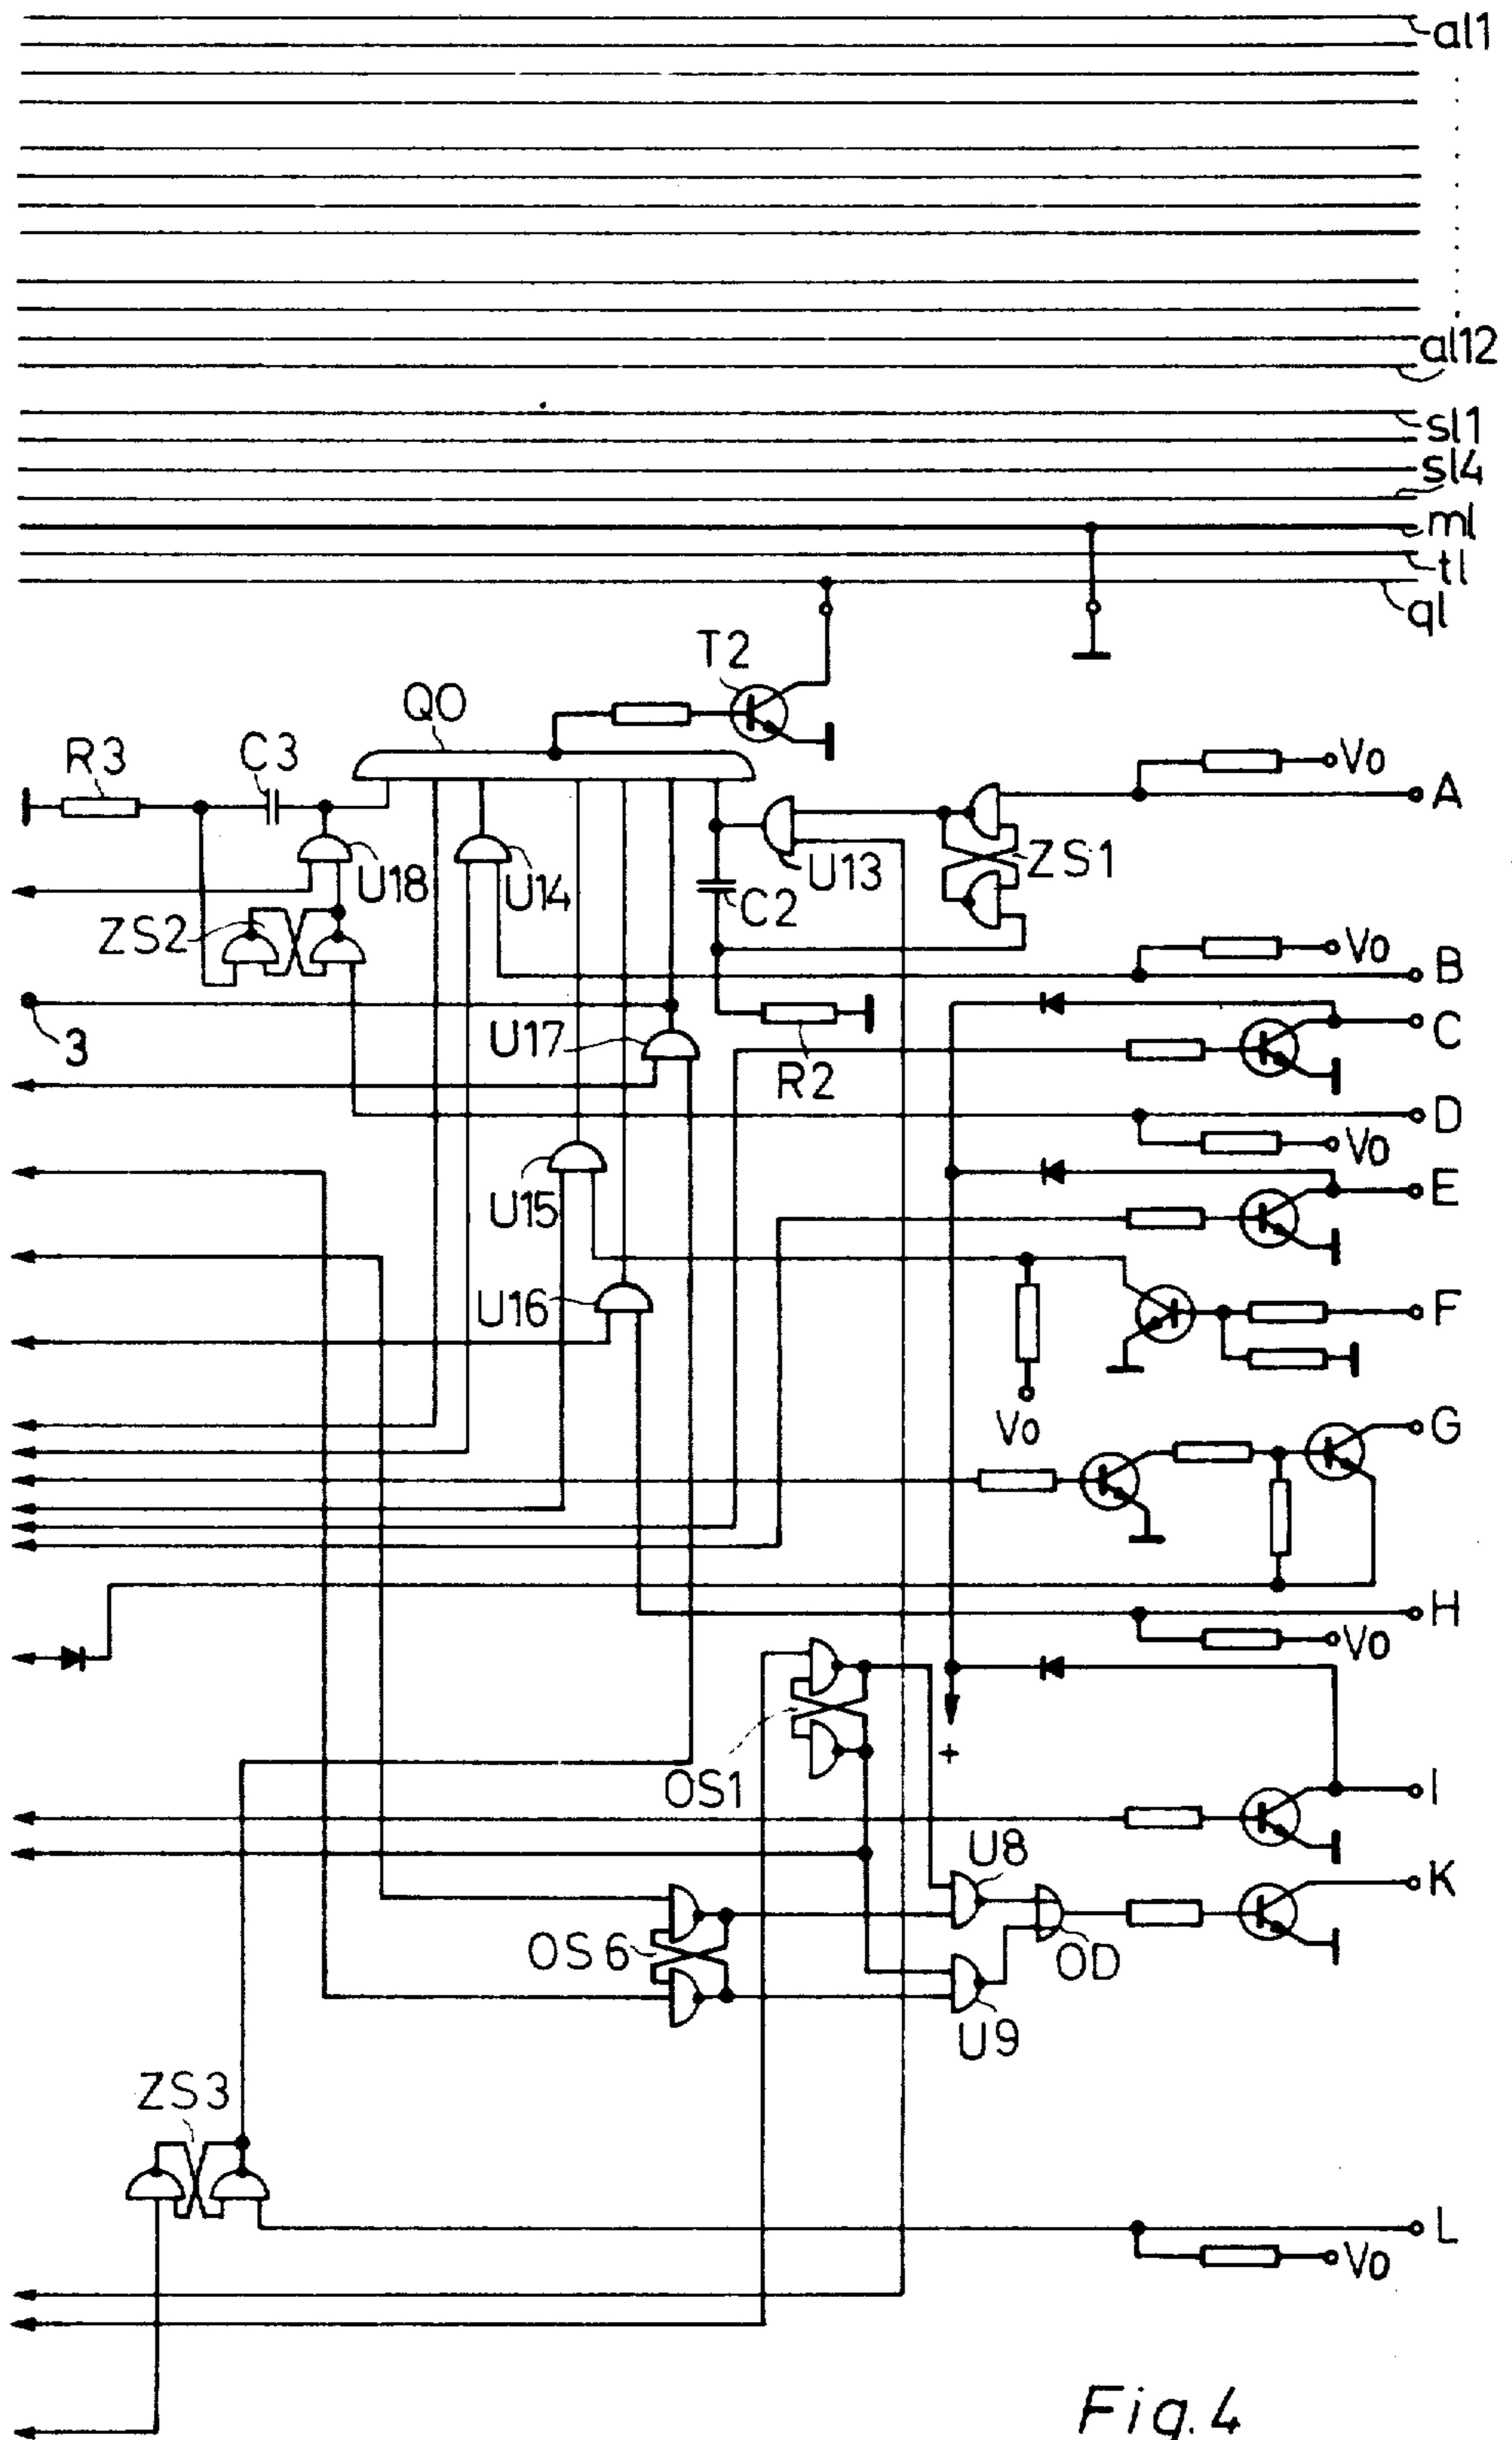 al1
al12
sl1
sl4
ml
tl
ql
T2
QO
R3
C3
Vo
A
U18
U14
U13
ZS1
C2
ZS2
Vo
B
3
U17
R2
C
D
Vo
U15
E
U16
F
Vo
G
H
Vo
OS1
+
I
U8
K
OS6
OD
U9
ZS3
L
Vo
Fig. 4